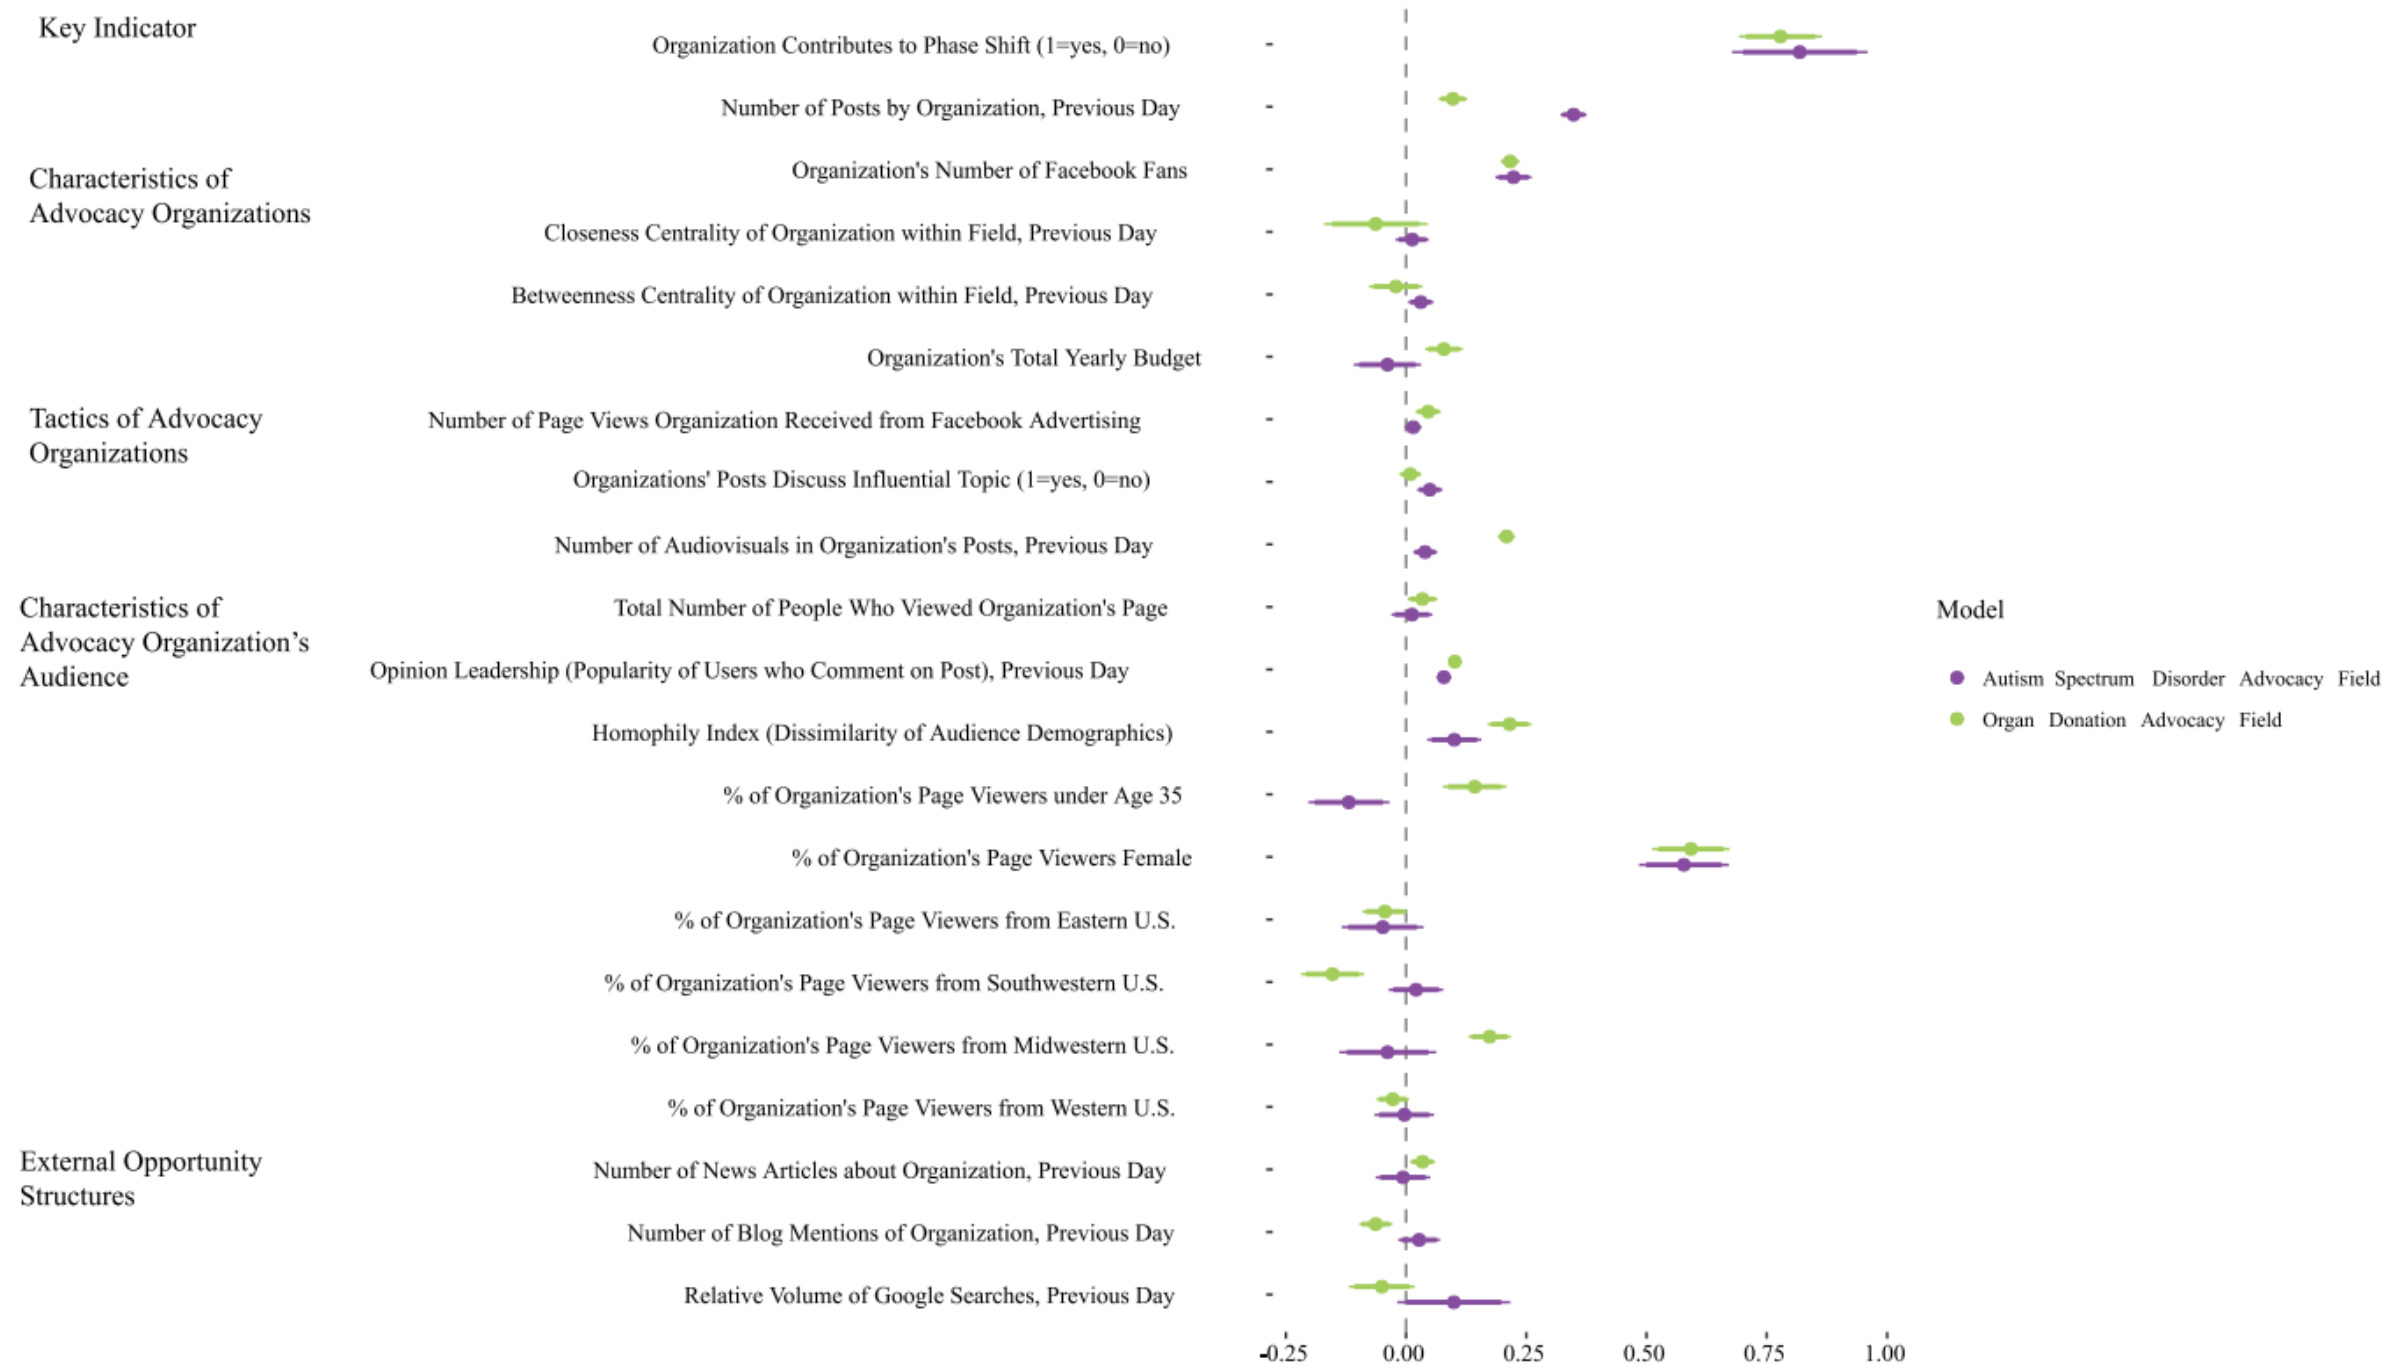 Key Indicator
Organization Contributes to Phase Shift (1=yes, 0=no)
Number of Posts by Organization, Previous Day
Characteristics of
Advocacy Organizations
Organization's Number of Facebook Fans
Closeness Centrality of Organization within Field, Previous Day
Betweenness Centrality of Organization within Field, Previous Day
Organization's Total Yearly Budget
Tactics of Advocacy
Organizations
Number of Page Views Organization Received from Facebook Advertising
Organizations' Posts Discuss Influential Topic (1=yes, 0=no)
Number of Audiovisuals in Organization's Posts, Previous Day
Characteristics of
Advocacy Organization’s
Audience
Total Number of People Who Viewed Organization's Page
Opinion Leadership (Popularity of Users who Comment on Post), Previous Day
Homophily Index (Dissimilarity of Audience Demographics)
% of Organization's Page Viewers under Age 35
% of Organization's Page Viewers Female
% of Organization's Page Viewers from Eastern U.S.
% of Organization's Page Viewers from Southwestern U.S.
% of Organization's Page Viewers from Midwestern U.S.
% of Organization's Page Viewers from Western U.S.
External Opportunity
Structures
Number of News Articles about Organization, Previous Day
Number of Blog Mentions of Organization, Previous Day
Relative Volume of Google Searches, Previous Day
Model
Autism Spectrum Disorder Advocacy Field
Organ Donation Advocacy Field
-0.25 0.00 0.25 0.50 0.75 1.00